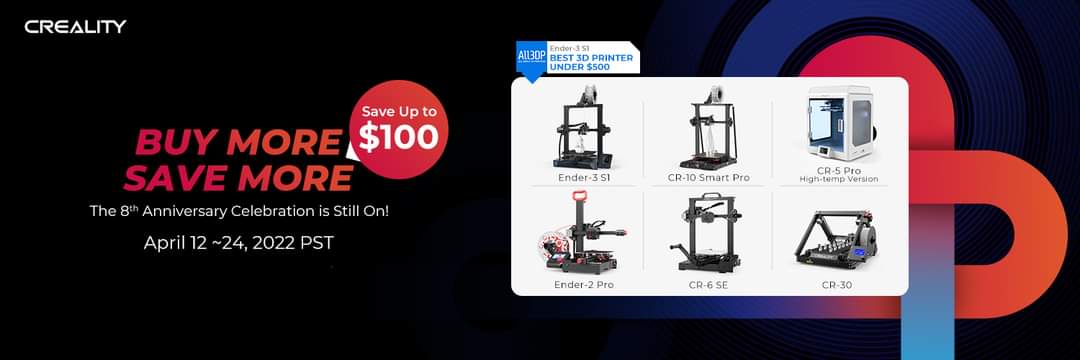 CREALITY
BUY MORE
SAVE MORE
Save Up to
$100
The 8th Anniversary Celebration is Still On!
April 12 ~24, 2022 PST
All3DP
Ender-3 S1
BEST 3D PRINTER
UNDER $500
Ender-3 S1
CR-10 Smart Pro
CR-5 Pro
High-temp Version
Ender-2 Pro
CR-6 SE
CREALITY
CR-30